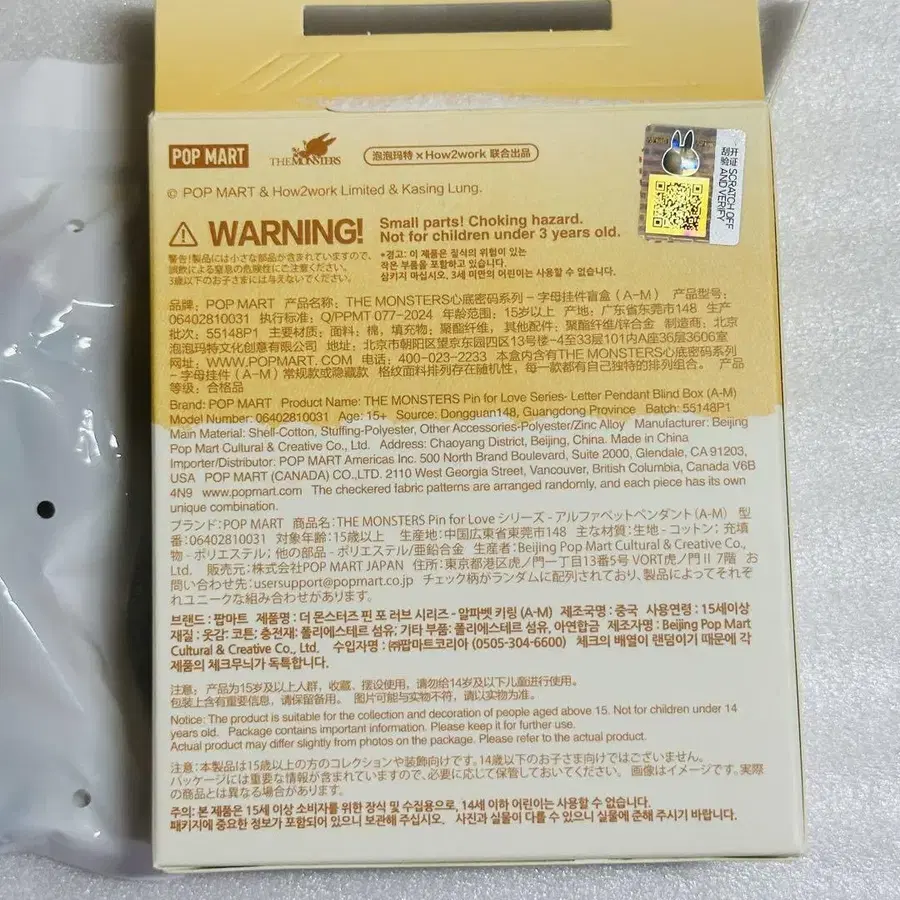 POP MART
THE MONSTERS
泡泡玛特 × How2work 联合出品
刮开验证
SCRATCH OFF
AND VERIFY
© POP MART & How2work Limited & Kasing Lung.
WARNING!
Small parts! Choking hazard.
Not for children under 3 years old.
警告!製品には小さな部品が含まれていますので、
誤飲による窒息の危険性にご注意ください。
3歳以下のお子さまには与えないでください。
*경고: 이 제품은 질식의 위험이 있는
작은 부품을 포함하고 있습니다.
삼키지 마십시오. 3세 미만의 어린이는 사용할 수 없습니다.
品牌：POP MART 产品名称：THE MONSTERS心底密码系列 - 字母挂件盲盒（A-M） 产品型号：
06402810031 执行标准：Q/PPMT 077-2024 年龄范围：15岁以上 产地：广东省东莞市148 生产
批次：55148P1 主要材质：面料：棉，填充物：聚酯纤维，其他配件：聚酯纤维/锌合金 制造商：北京
泡泡玛特文化创意有限公司 地址：北京市朝阳区望京东园四区13号楼-4至33层101内A座36层3606室
网址：WWW.POPMART.COM 电话：400-023-2233 本盒内含有THE MONSTERS心底密码系列
- 字母挂件（A-M）常规款或隐藏款 格纹面料排列存在随机性，每一款都有自己独特的排列组合。 产品
等级：合格品
Brand: POP MART Product Name: THE MONSTERS Pin for Love Series- Letter Pendant Blind Box (A-M)
Model Number: 06402810031 Age: 15+ Source: Dongguan148, Guangdong Province Batch: 55148P1
Main Material: Shell-Cotton, Stuffing-Polyester, Other Accessories-Polyester/Zinc Alloy Manufacturer: Beijing
Pop Mart Cultural & Creative Co., Ltd. Address: Chaoyang District, Beijing, China. Made in China
Importer/Distributor: POP MART Americas Inc. 500 North Brand Boulevard, Suite 2000, Glendale, CA 91203,
USA POP MART (CANADA) CO.,LTD. 2110 West Georgia Street, Vancouver, British Columbia, Canada V6B
4N9 www.popmart.com The checkered fabric patterns are arranged randomly, and each piece has its own
unique combination.
ブランド：POP MART 商品名：THE MONSTERS Pin for Love シリーズ - アルファベットペンダント（A-M） 型
番：06402810031 対象年齢：15歳以上 生産地：中国広東省東莞市148 主な材質：生地 - コットン；充填
物 - ポリエステル；他の部品 - ポリエステル/亜鉛合金 生産者：Beijing Pop Mart Cultural & Creative Co.,
Ltd. 販売元：株式会社POP MART JAPAN 住所：東京都港区虎ノ門一丁目13番5号 VORT虎ノ門Ⅱ 7階 お
問い合わせ先：usersupport@popmart.co.jp チェック柄がランダムに配列されており、製品によってそれぞ
れユニークな組み合わせがあります。
브랜드 : 팝마트 제품명 : 더 몬스터즈 핀 포 러브 시리즈 - 알파벳 키링 (A-M) 제조국명 : 중국 사용연령 : 15세이상
재질 : 겉감: 코튼; 충전재: 폴리에스테르 섬유; 기타 부품: 폴리에스테르 섬유, 아연합금 제조자명 : Beijing Pop Mart
Cultural & Creative Co., Ltd. 수입자명 : ㈜팝마트코리아 (0505-304-6600) 체크의 배열이 랜덤이기 때문에 각
제품의 체크무늬가 독특합니다.
注意：产品为15岁及以上人群，收藏、摆设使用，请勿给14岁及以下儿童进行使用。
包装上含有重要信息，请保留备用。 图片可能与实物不符，请以实物为准。
Notice: The product is suitable for the collection and decoration of people aged above 15. Not for children under 14
years old. Package contains important information. Please keep it for further use.
Actual product may differ slightly from photos on the package. Please refer to the actual product.
注意：本製品は15歳以上の方のコレクションや装飾向けです。14歳以下のお子さま向けではございません。
パッケージには重要な情報が含まれていますので、必要に応じて保管しておいてください。 画像はイメージです。実際
の商品とは異なる場合があります。
주의: 본 제품은 15세 이상 소비자를 위한 장식 및 수집용으로, 14세 이하 어린이는 사용할 수 없습니다.
패키지에 중요한 정보가 포함되어 있으니 보관해 주십시오. 사진과 실물이 다를 수 있으니 실물에 준해 주시기 바랍니다.